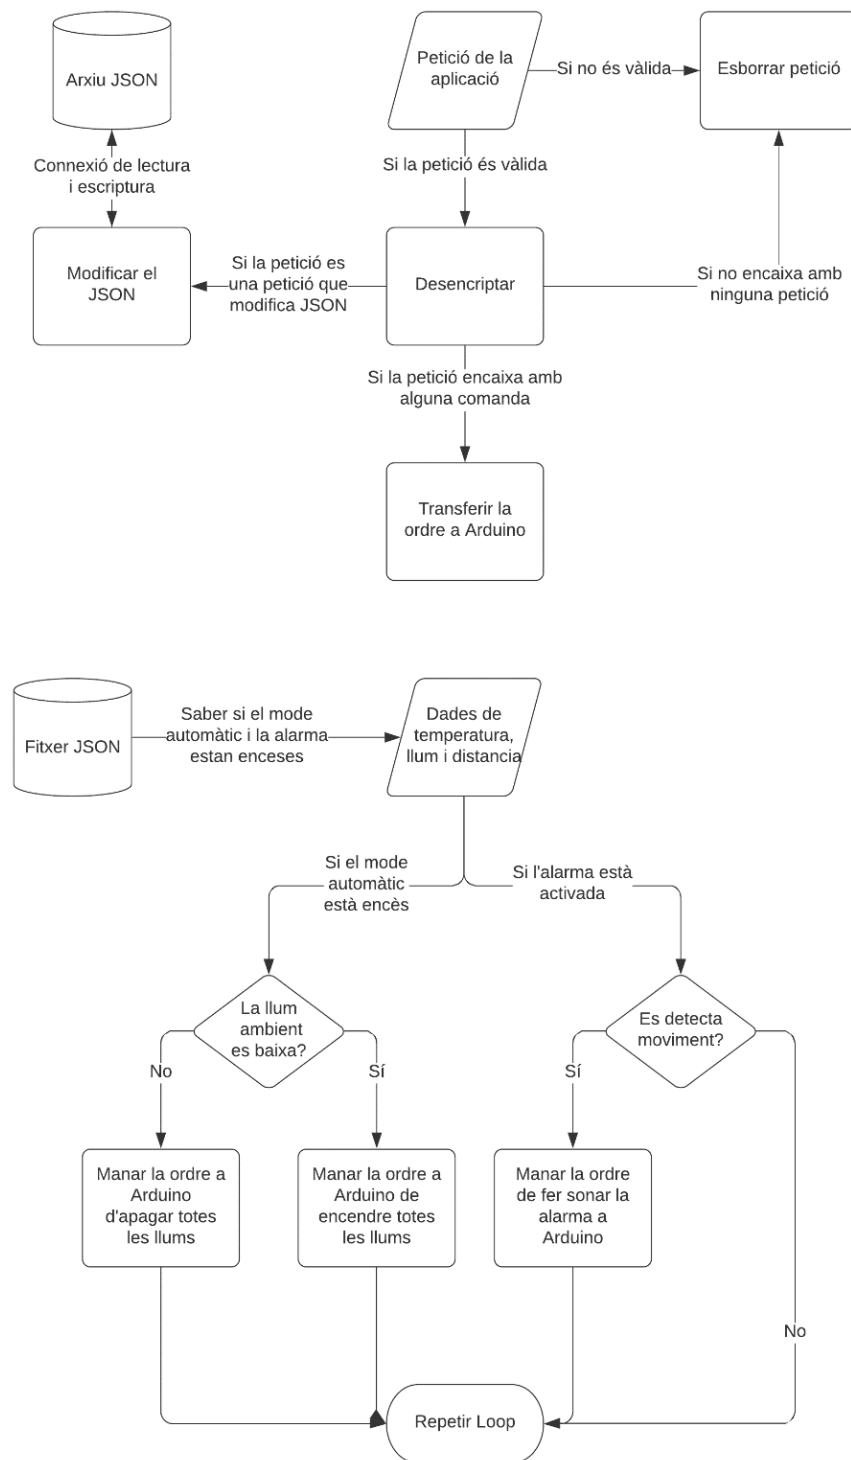 Arxiu JSON
Petició de la
aplicació
Si no és vàlida
Esborrar petició
Connexió de lectura
i escriptura
Si la petició és vàlida
Modificar el
JSON
Si la petició es
una petició que
modifica JSON
Desencriptar
Si no encaixa amb
ninguna petició
Si la petició encaixa amb
alguna comanda
Transferir la
ordre a Arduino
Fitxer JSON
Saber si el mode
automàtic i la alarma
estan enceses
Dades de
temperatura,
llum i distancia
Si el mode
automàtic
està encès
Si l'alarma està
activada
La llum
ambient
es baixa?
Es detecta
moviment?
No
Sí
Sí
Manar la ordre a
Arduino
d'apagar totes
les llums
Manar la ordre a
Arduino de
encendre totes
les llums
Manar la ordre
de fer sonar la
alarma a
Arduino
No
Repetir Loop